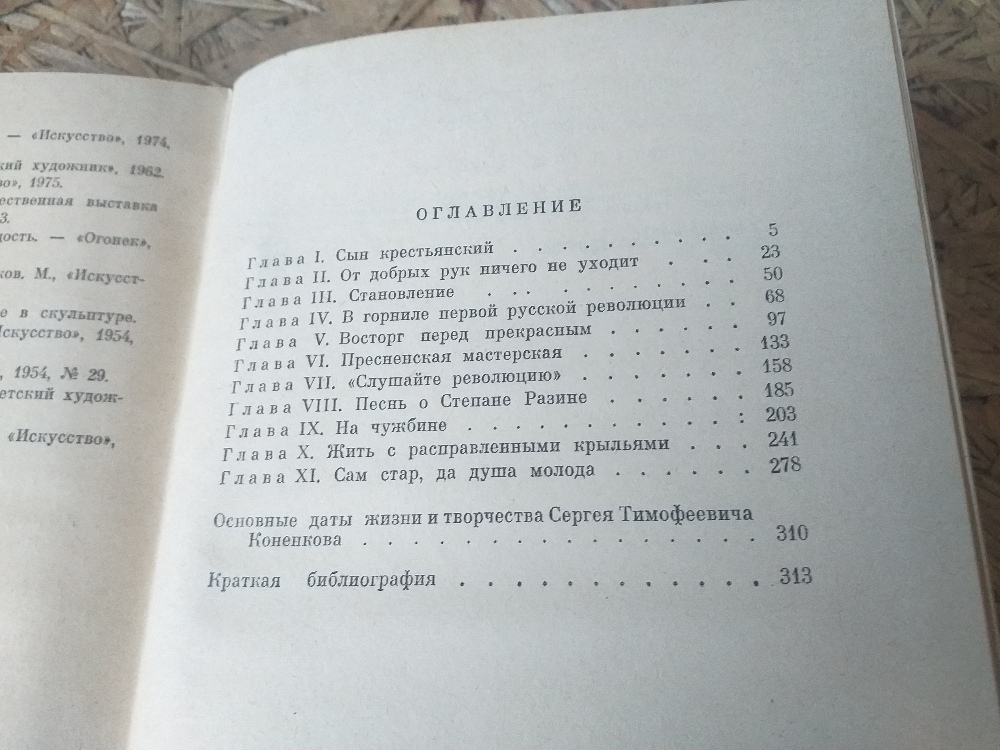 — «Искусство», 1974,
кий художник», 1962.
во», 1975.
ественная выставка
3.
дость. — «Огонек»,
ков. М., «Искусст-
е в скульптуре.
Искусство», 1954,
, 1954, № 29.
етский худож-
«Искусство»,
ОГЛАВЛЕНИЕ
Глава I. Сын крестьянский . . . . . . . . . . 5
Глава II. От добрых рук ничего не уходит . . . 23
Глава III. Становление . . . . . . . . . . 50
Глава IV. В горниле первой русской революции . . 68
Глава V. Восторг перед прекрасным . . . . . . 97
Глава VI. Пресненская мастерская . . . . . . . 133
Глава VII. «Слушайте революцию» . . . . . . . 158
Глава VIII. Песнь о Степане Разине . . . . . . 185
Глава IX. На чужбине . . . . . . . . . . . : 203
Глава X. Жить с расправленными крыльями . . . 241
Глава XI. Сам стар, да душа молода . . . . . . 278
Основные даты жизни и творчества Сергея Тимофеевича
Коненкова . . . . . . . . . . . . . . . . 310
Краткая библиография . . . . . . . . . . . . 313